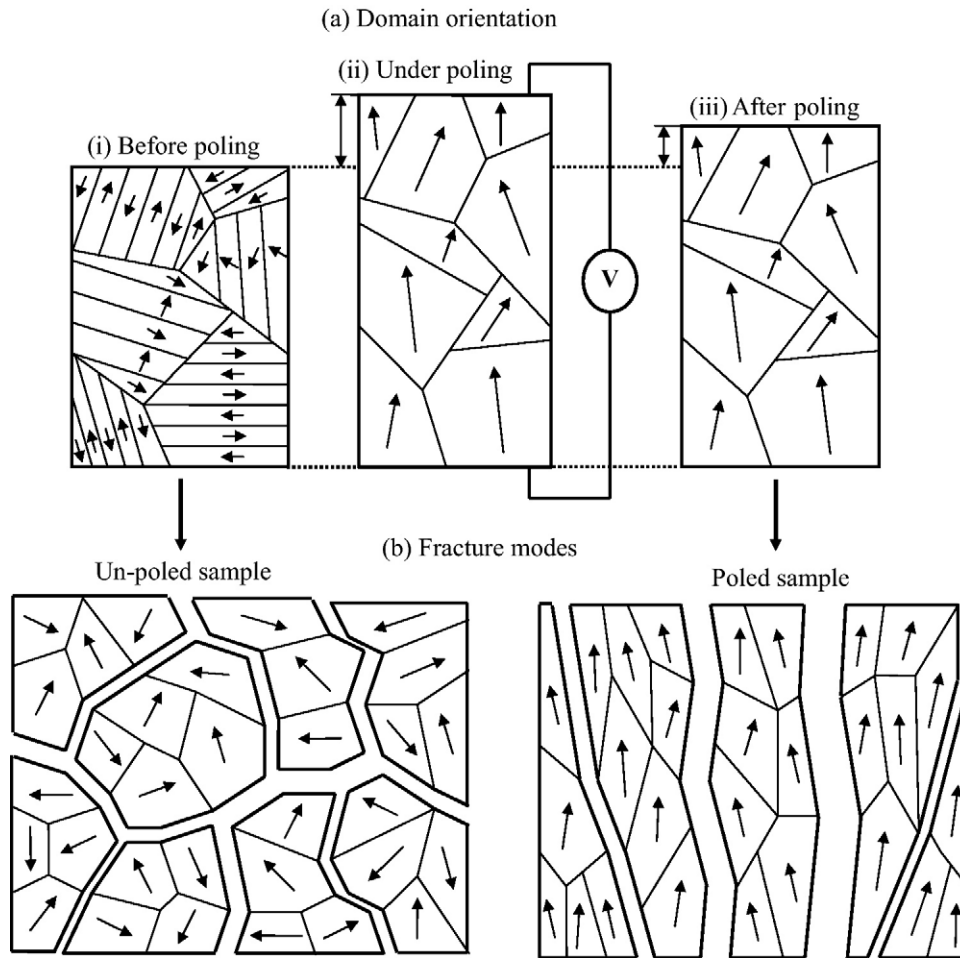 (a) Domain orientation
(ii) Under poling
(iii) After poling
(i) Before poling
V
(b) Fracture modes
Un-poled sample
Poled sample